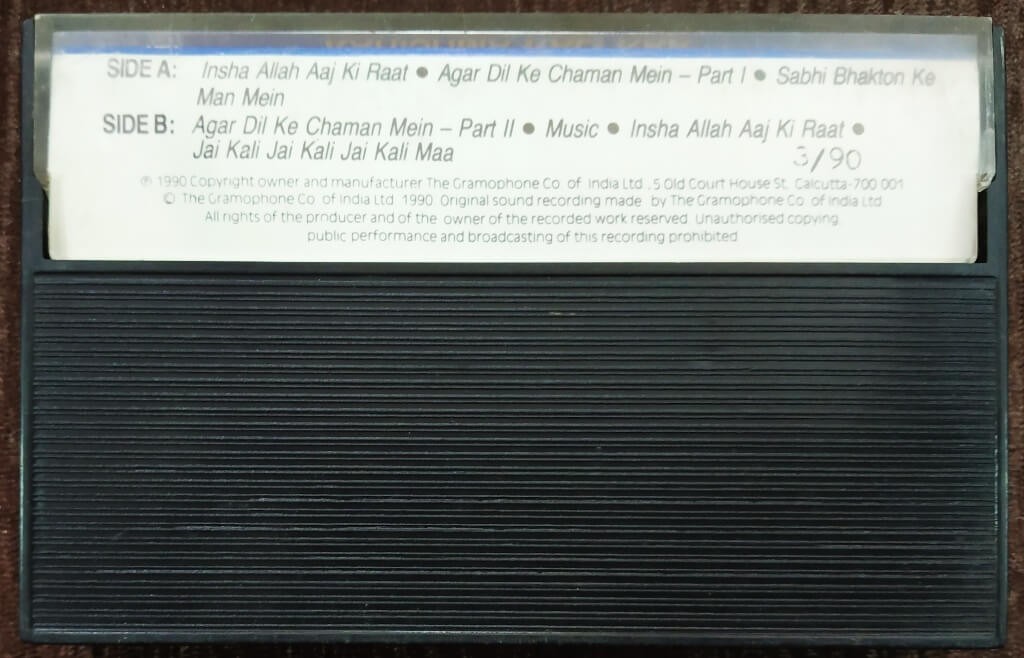 SIDE A: Insha Allah Aaj Ki Raat ● Agar Dil Ke Chaman Mein – Part I ● Sabhi Bhakton Ke
Man Mein
SIDE B: Agar Dil Ke Chaman Mein – Part II ● Music ● Insha Allah Aaj Ki Raat ●
Jai Kali Jai Kali Jai Kali Maa
3/90
℗ 1990 Copyright owner and manufacturer The Gramophone Co. of India Ltd., 5 Old Court House St. Calcutta-700 001
© The Gramophone Co. of India Ltd 1990 Original sound recording made by The Gramophone Co. of India Ltd
All rights of the producer and of the owner of the recorded work reserved. Unauthorised copying,
public performance and broadcasting of this recording prohibited